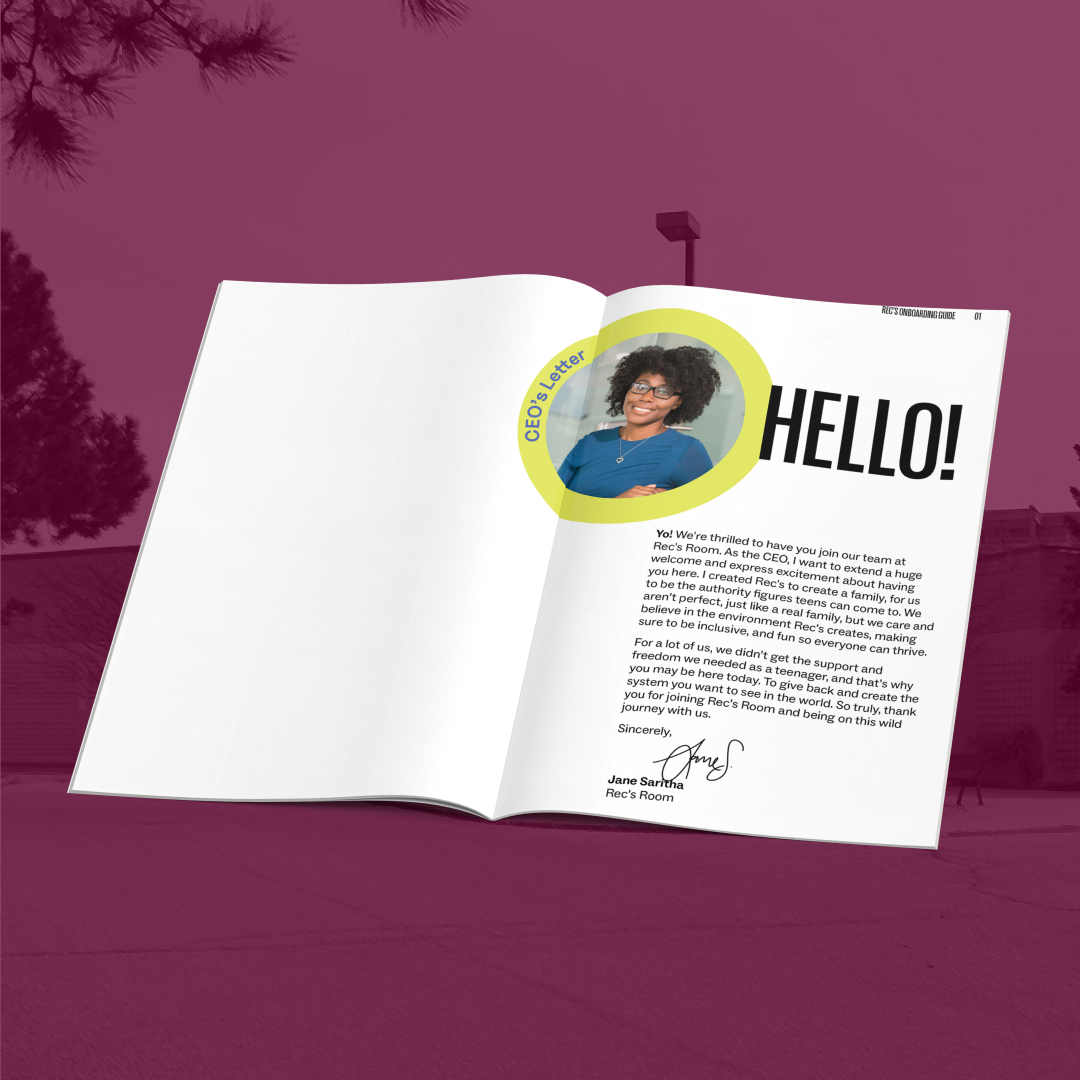 REC'S ONBOARDING GUIDE 01
CEO's Letter
HELLO!
Yo! We're thrilled to have you join our team at
Rec's Room. As the CEO, I want to extend a huge
welcome and express excitement about having
you here. I created Rec's to create a family, for us
to be the authority figures teens can come to. We
aren't perfect, just like a real family, but we care and
believe in the environment Rec's creates, making
sure to be inclusive, and fun so everyone can thrive.
For a lot of us, we didn't get the support and
freedom we needed as a teenager, and that's why
you may be here today. To give back and create the
system you want to see in the world. So truly, thank
you for joining Rec's Room and being on this wild
journey with us.
Sincerely,
Jane S.
Jane Saritha
Rec's Room